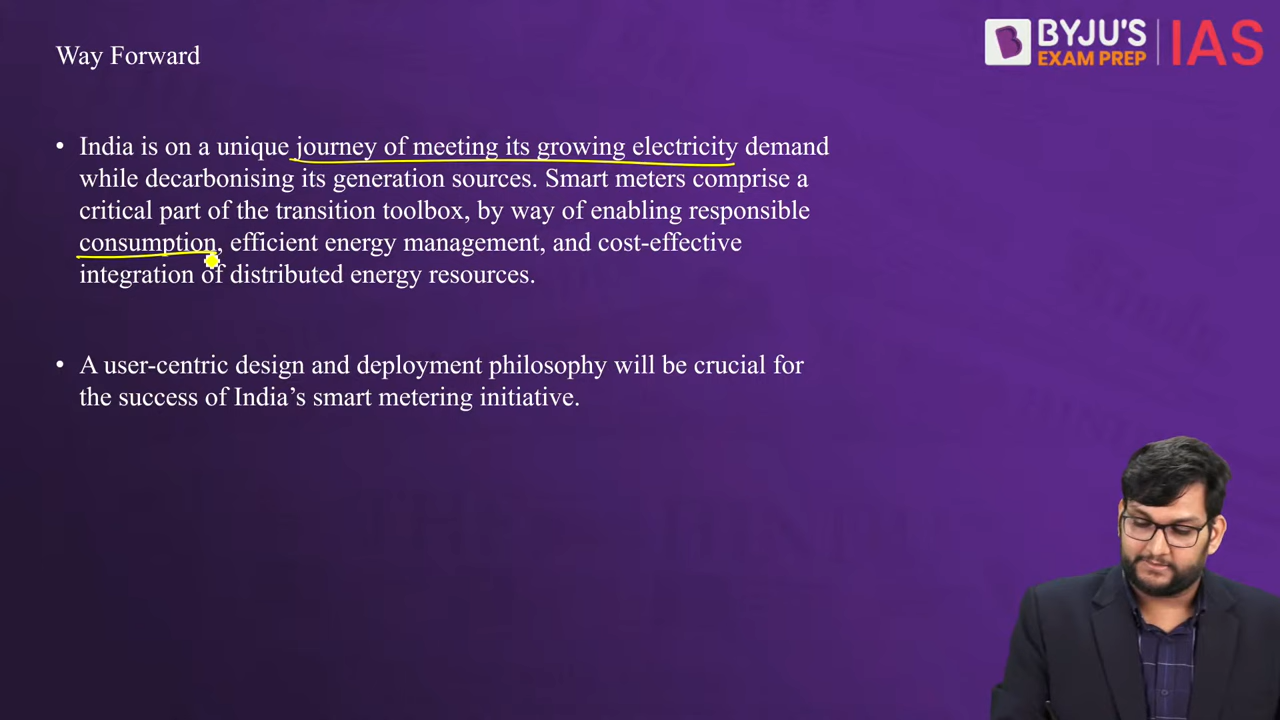 Way Forward
BYJU'S
EXAM PREP
IAS
• India is on a unique journey of meeting its growing electricity demand
while decarbonising its generation sources. Smart meters comprise a
critical part of the transition toolbox, by way of enabling responsible
consumption, efficient energy management, and cost-effective
integration of distributed energy resources.
• A user-centric design and deployment philosophy will be crucial for
the success of India’s smart metering initiative.